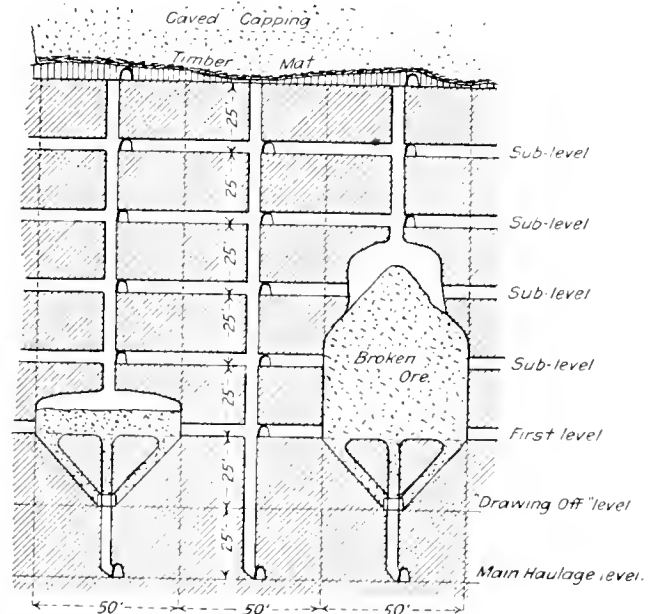 Caved Capping
Timber Mat
25'
Sub-level
25'
Sub-level
25'
Sub-level
25'
Sub-level
Broken
Ore.
25'
First level
25'
"Drawing Off" level
25'
Main Haulage level.
50' 50' 50'